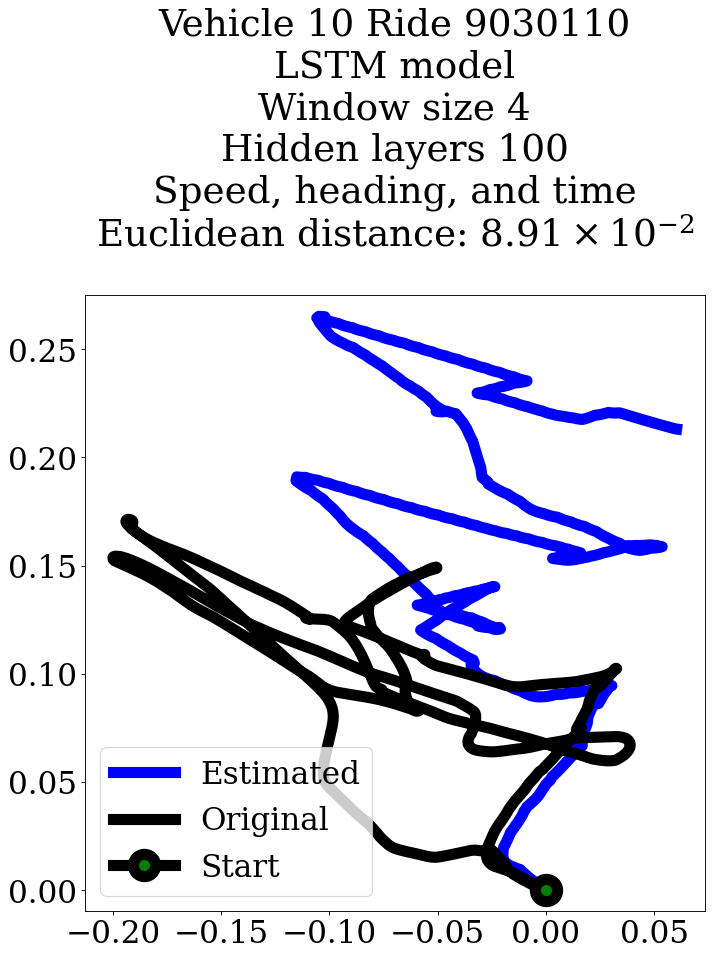 Vehicle 10 Ride 9030110
LSTM model
Window size 4
Hidden layers 100
Speed, heading, and time
Euclidean distance: 8.91 × 10⁻²
0.25
0.20
0.15
0.10
0.05
0.00
Estimated
Original
Start
−0.20 −0.15 −0.10 −0.05 0.00 0.05